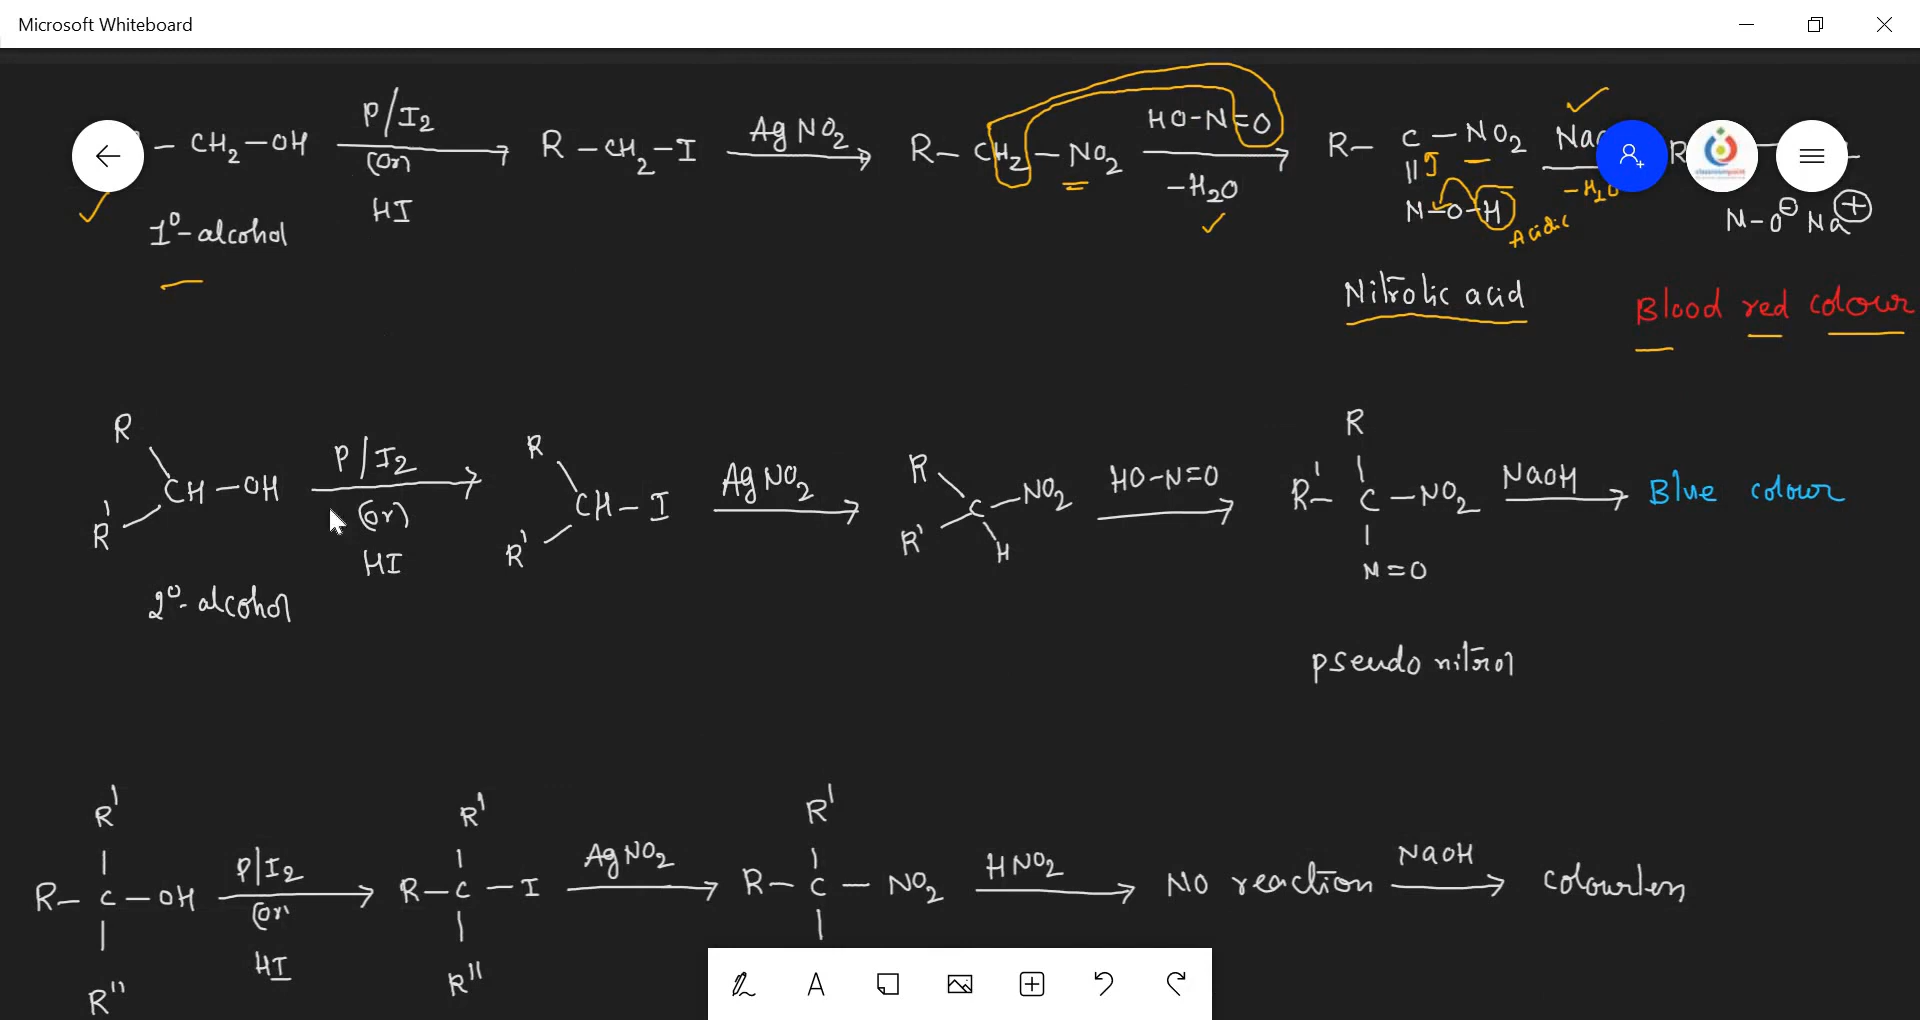 Microsoft Whiteboard
– CH2 – OH P/I2 (Or) HI R – CH2 – I AgNO2 R – CH2 – NO2 HO-N=O –H2O R – C – NO2 –H2O
N–O–H Acidic
N–O⊖ Na⊕
1°-alcohol
Nitrolic acid
Blood red colour
R R' CH – OH P/I2 (Or) HI R R' CH – I AgNO2 R R' C – NO2 H HO-N=O R R' – C – NO2 N=O NaOH Blue colour
2°-alcohol
pseudo nitrol
R' R – C – OH R'' P/I2 (Or) HI R' R – C – I R'' AgNO2 R' R – C – NO2 HNO2 No reaction NaOH colourless